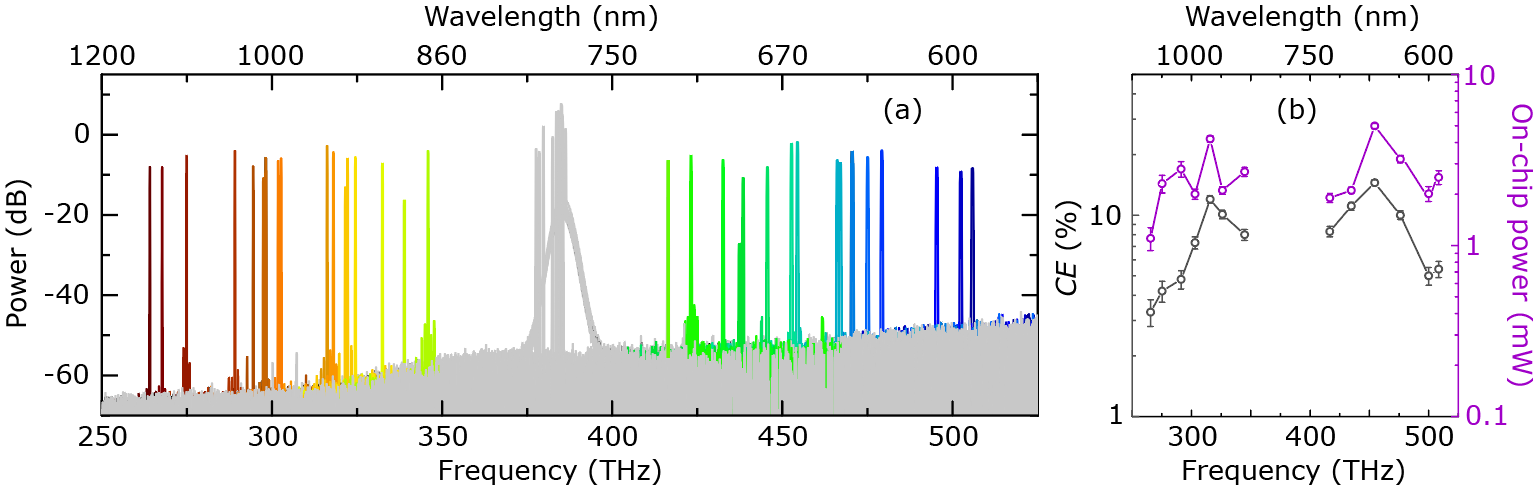 Wavelength (nm)
1200 1000 860 750 670 600
(a)
Power (dB)
0
-20
-40
-60
250 300 350 400 450 500
Frequency (THz)
Wavelength (nm)
1000 750 600
(b)
CE (%)
10
1
On-chip power (mW)
10
1
0.1
300 400 500
Frequency (THz)